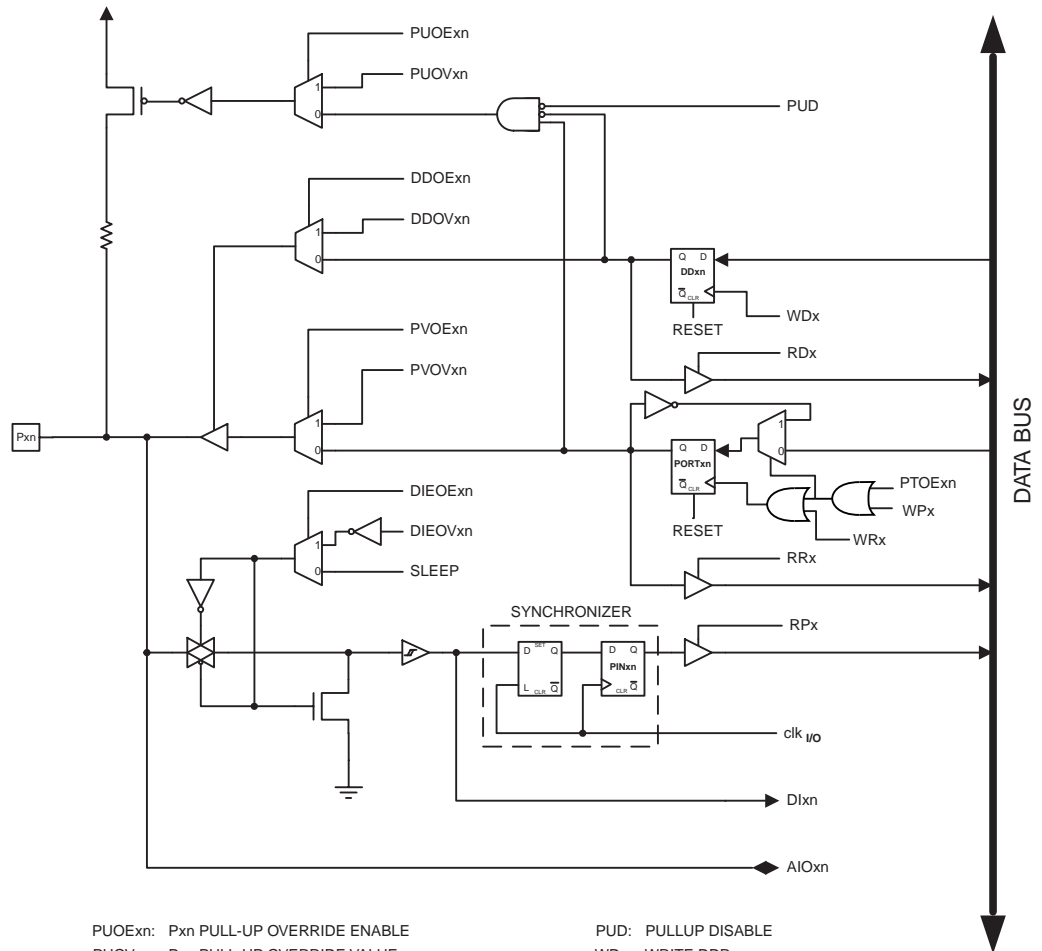 PUOExn
PUOVxn
1
0
PUD
DDOExn
DDOVxn
1
0
Q D
DDxn
Q CLR
WDx
RESET
RDx
PVOExn
PVOVxn
1
0
Pxn
1
0
Q D
PORTxn
Q CLR
PTOExn
WPx
RESET
WRx
RRx
DATA BUS
DIEOExn
DIEOVxn
1
0
SLEEP
SYNCHRONIZER
RPx
D SET Q
L CLR Q
D Q
PINxn
CLR Q
clk I/O
DIxn
AIOxn
PUOExn: Pxn PULL-UP OVERRIDE ENABLE
PUD: PULLUP DISABLE